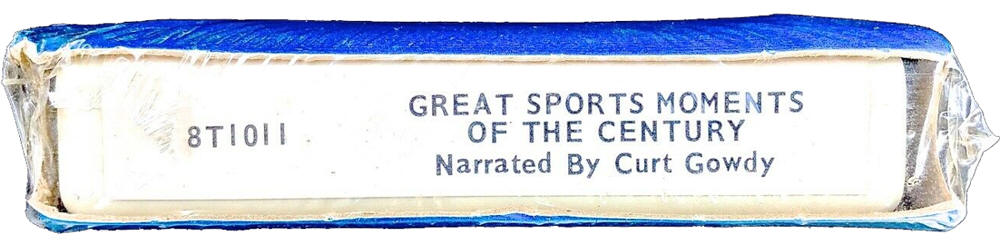 8T1011
GREAT SPORTS MOMENTS
OF THE CENTURY
Narrated By Curt Gowdy